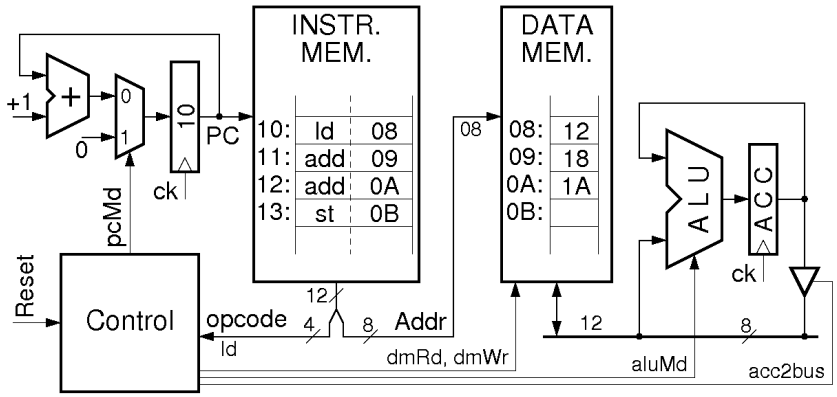 INSTR.
MEM.
DATA
MEM.
+1
+
0
1
0
10
PC
ck
pcMd
10: ld 08
11: add 09
12: add 0A
13: st 0B
08
08: 12
09: 18
0A: 1A
0B:
ALU
ACC
ck
Reset
Control
12
opcode
4
ld
8
Addr
dmRd, dmWr
12
8
aluMd
acc2bus